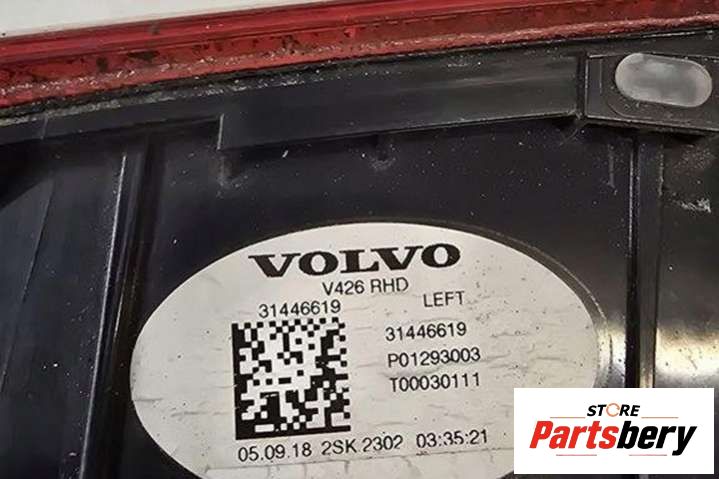 VOLVO
V426 RHD
31446619
LEFT
31446619
P01293003
T00030111
05.09.18 2SK.2302 03:35:21
STORE
Partsbery